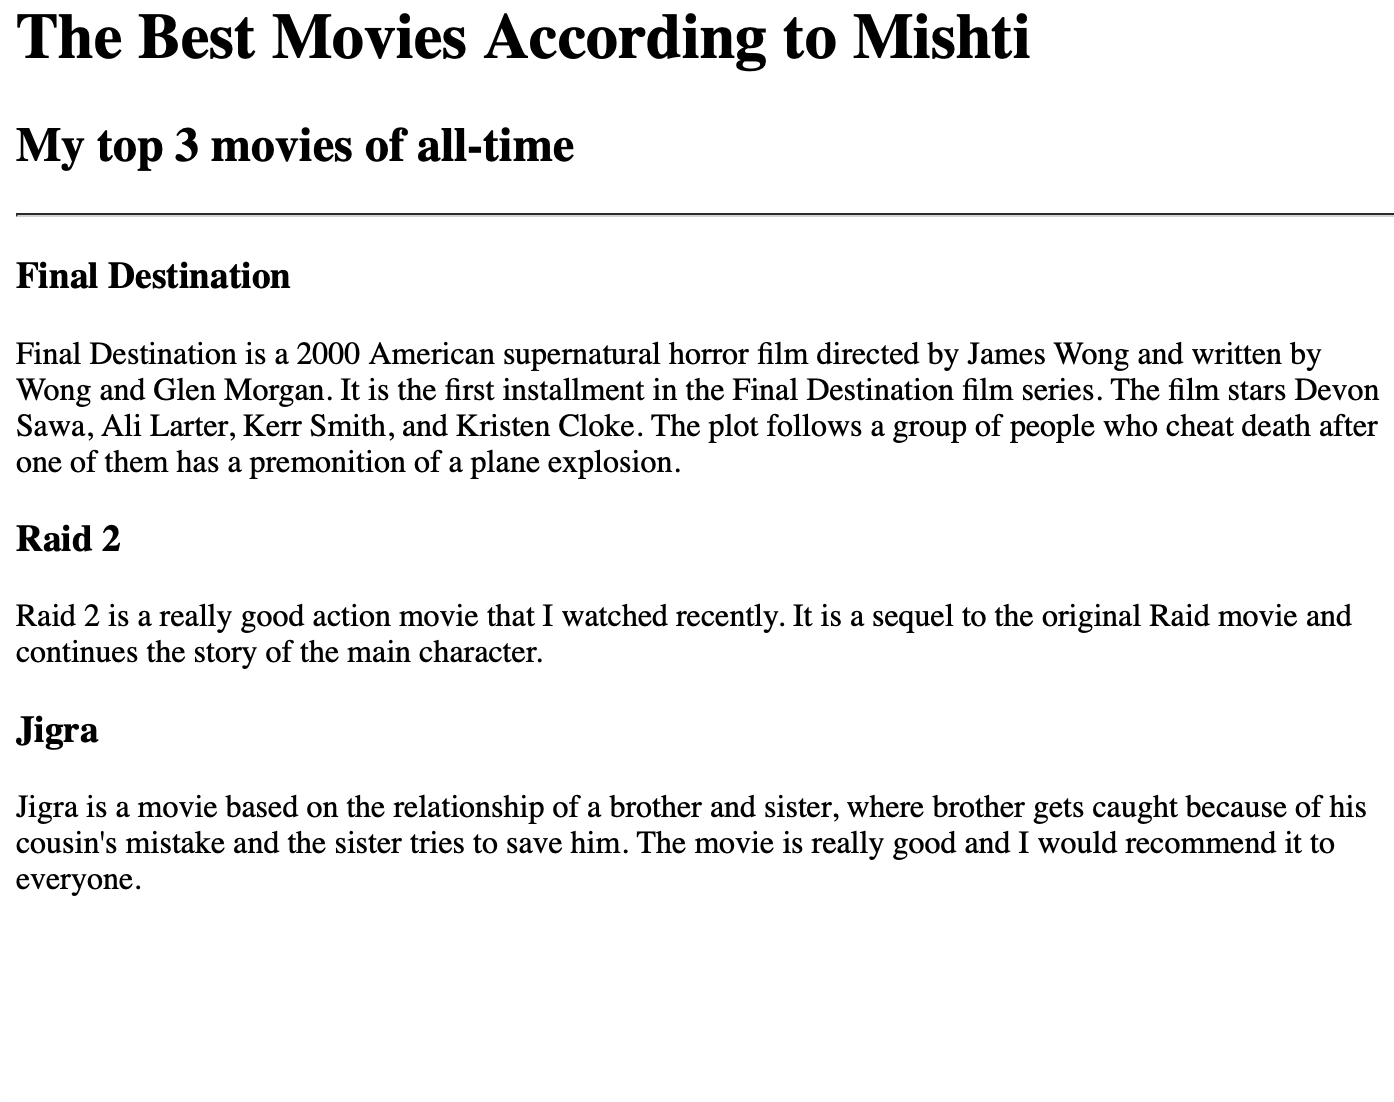 The Best Movies According to Mishti
My top 3 movies of all-time
Final Destination
Final Destination is a 2000 American supernatural horror film directed by James Wong and written by
Wong and Glen Morgan. It is the first installment in the Final Destination film series. The film stars Devon
Sawa, Ali Larter, Kerr Smith, and Kristen Cloke. The plot follows a group of people who cheat death after
one of them has a premonition of a plane explosion.
Raid 2
Raid 2 is a really good action movie that I watched recently. It is a sequel to the original Raid movie and
continues the story of the main character.
Jigra
Jigra is a movie based on the relationship of a brother and sister, where brother gets caught because of his
cousin's mistake and the sister tries to save him. The movie is really good and I would recommend it to
everyone.